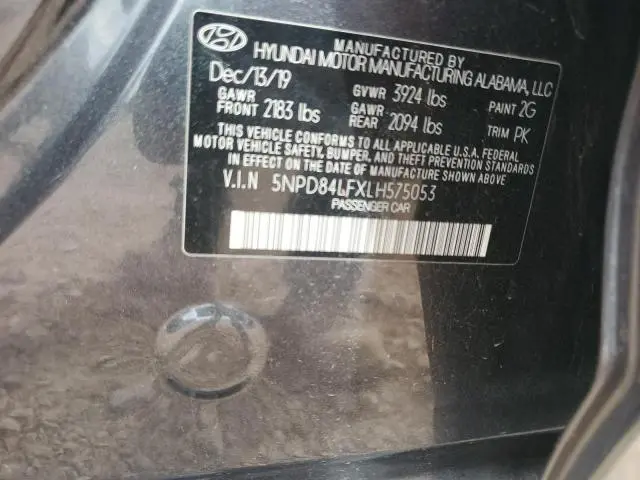 MANUFACTURED BY
HYUNDAI MOTOR MANUFACTURING ALABAMA, LLC
Dec/13/19 GVWR 3924 lbs PAINT 2G
GAWR FRONT 2183 lbs GAWR REAR 2094 lbs TRIM PK
THIS VEHICLE CONFORMS TO ALL APPLICABLE U.S.A. FEDERAL
MOTOR VEHICLE SAFETY, BUMPER, AND THEFT PREVENTION STANDARDS
IN EFFECT ON THE DATE OF MANUFACTURE SHOWN ABOVE.
V.I.N 5NPD84LFXLH575053
PASSENGER CAR